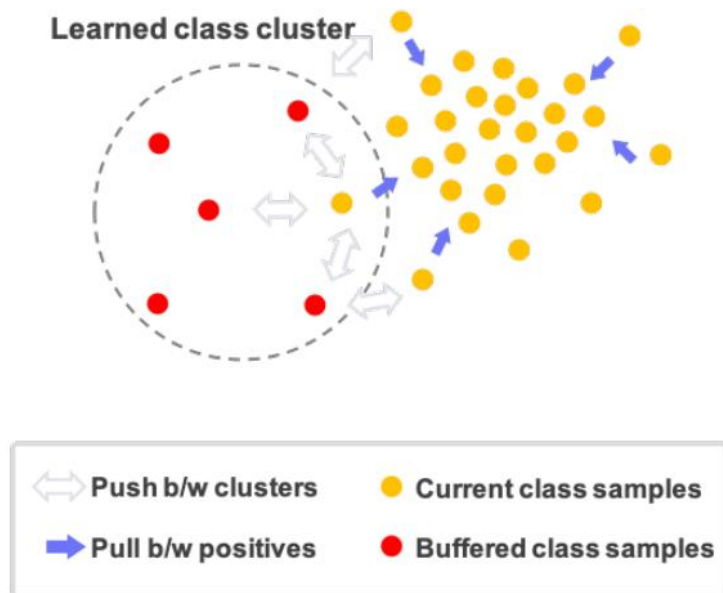 Learned class cluster
Push b/w clusters
Current class samples
Pull b/w positives
Buffered class samples